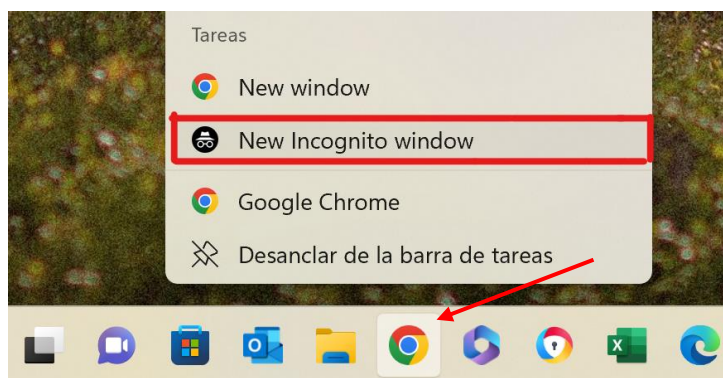 Tareas
New window
New Incognito window
Google Chrome
Desanclar de la barra de tareas